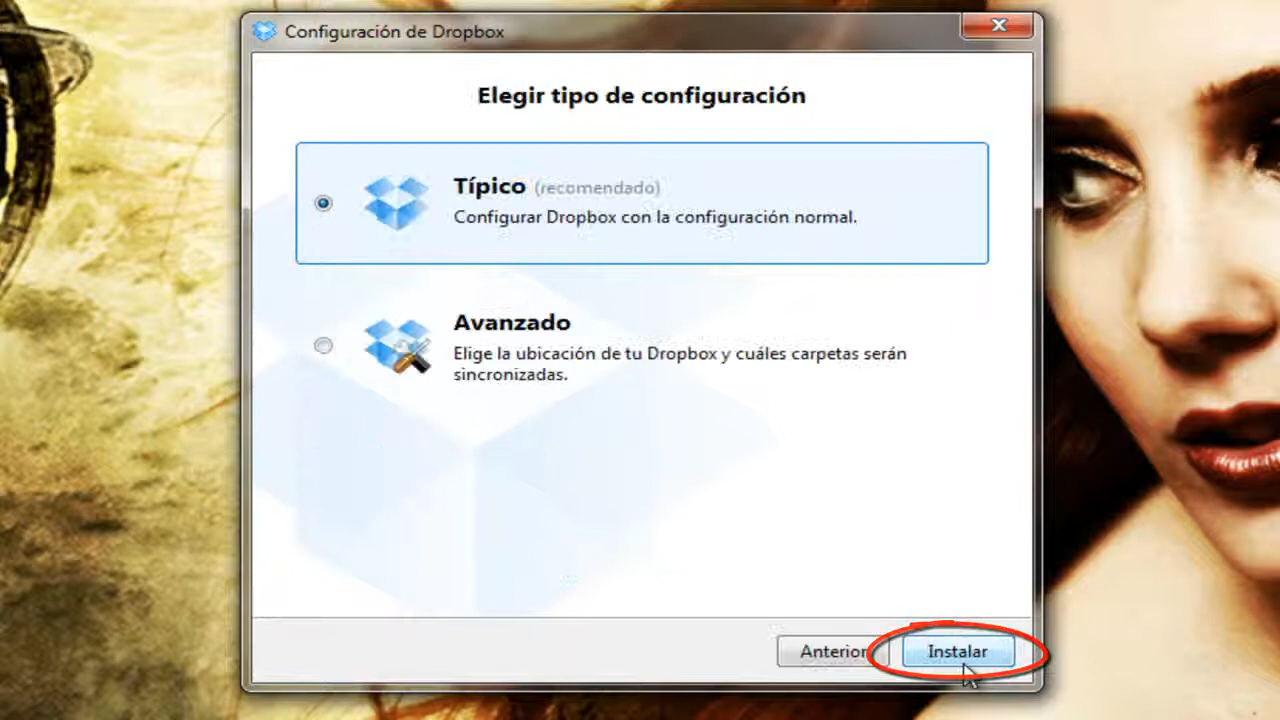 Configuración de Dropbox
Elegir tipo de configuración
Típico (recomendado)
Configurar Dropbox con la configuración normal.
Avanzado
Elige la ubicación de tu Dropbox y cuáles carpetas serán
sincronizadas.
Anterior Instalar